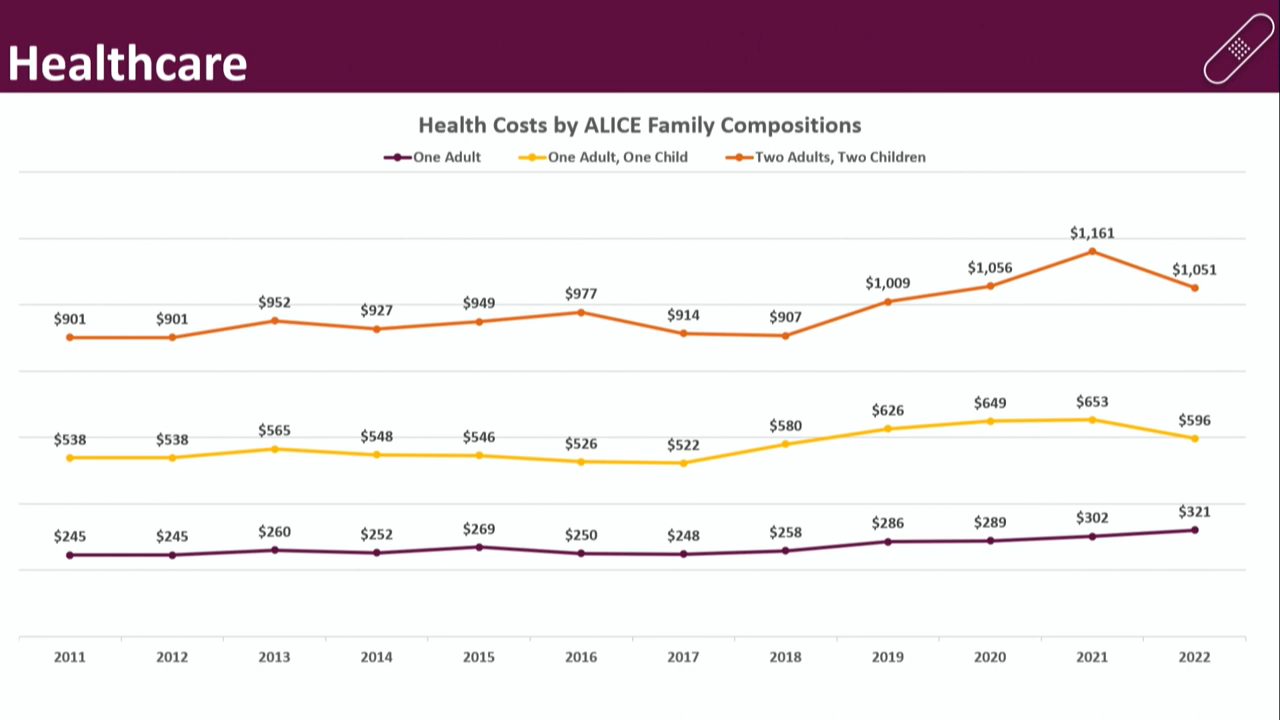 Healthcare
Health Costs by ALICE Family Compositions
One Adult One Adult, One Child Two Adults, Two Children
$901 $901 $952 $927 $949 $977 $914 $907 $1,009 $1,056 $1,161 $1,051
$538 $538 $565 $548 $546 $526 $522 $580 $626 $649 $653 $596
$245 $245 $260 $252 $269 $250 $248 $258 $286 $289 $302 $321
2011 2012 2013 2014 2015 2016 2017 2018 2019 2020 2021 2022